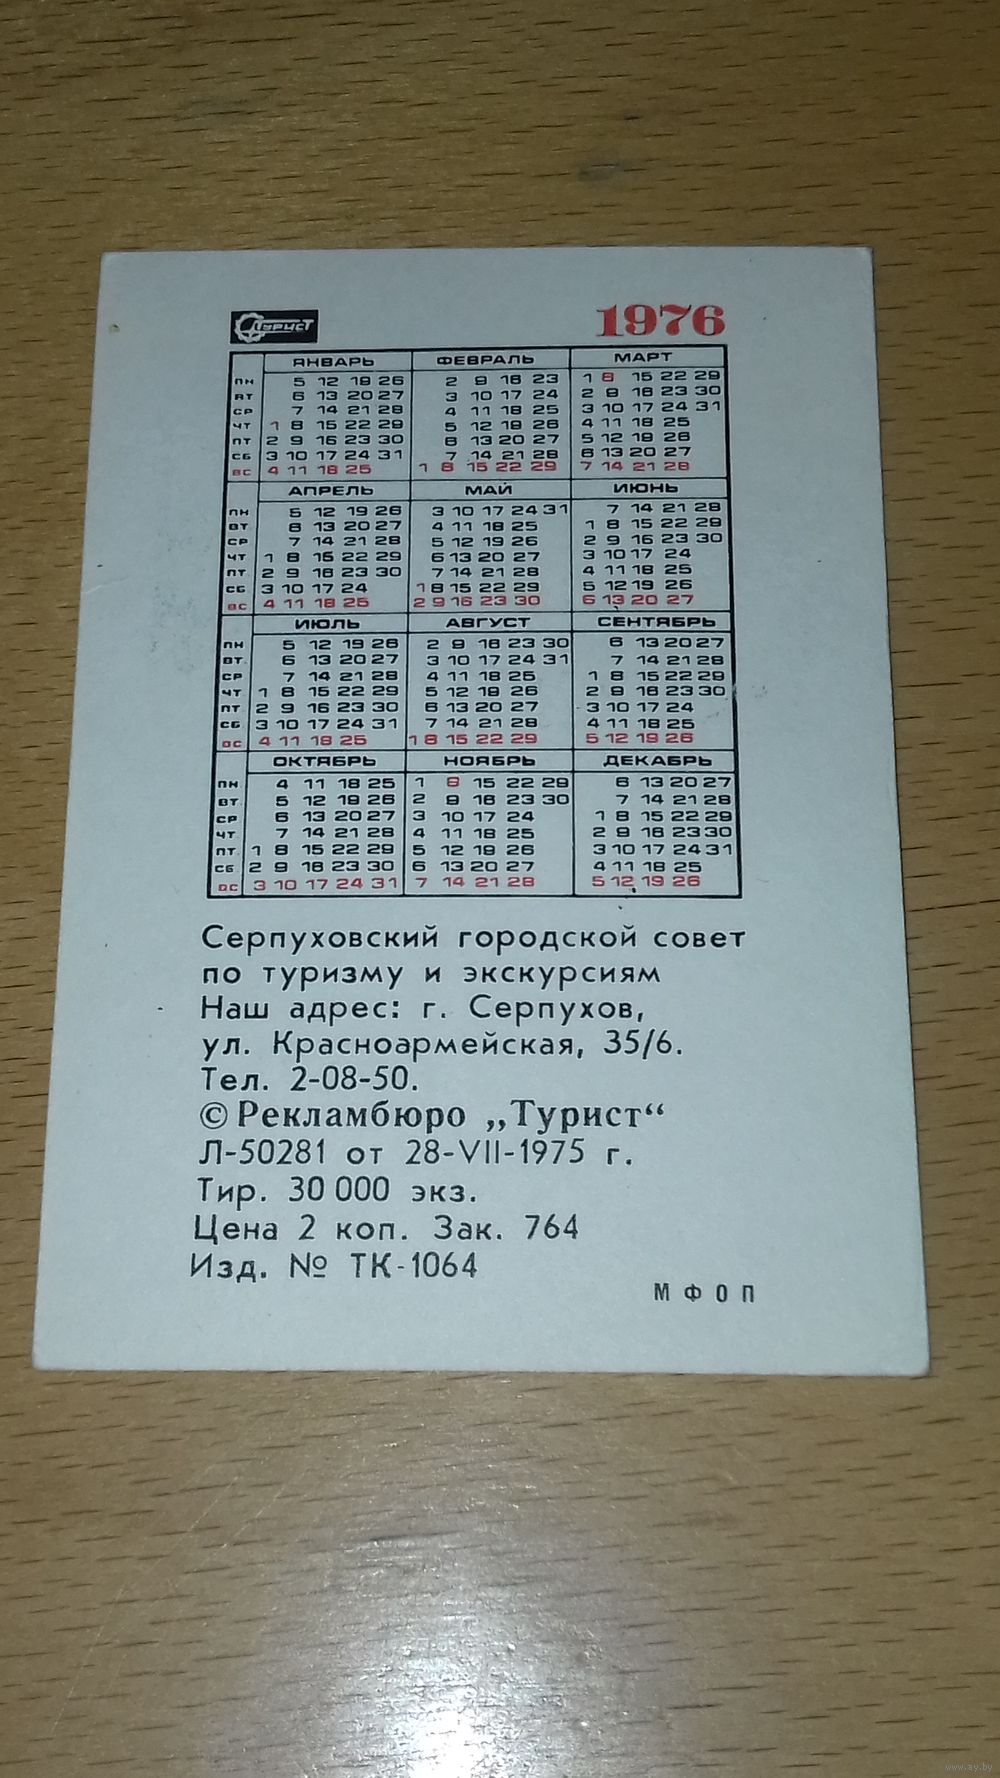 ТУРИСТ 1976
ЯНВАРЬ ФЕВРАЛЬ МАРТ
ПН 5 12 19 26 2 9 16 23 1 8 15 22 29
ВТ 6 13 20 27 3 10 17 24 2 9 16 23 30
СР 7 14 21 28 4 11 18 25 3 10 17 24 31
ЧТ 1 8 15 22 29 5 12 19 26 4 11 18 25
ПТ 2 9 16 23 30 6 13 20 27 5 12 19 26
СБ 3 10 17 24 31 7 14 21 28 6 13 20 27
ВС 4 11 18 25 1 8 15 22 29 7 14 21 28
АПРЕЛЬ МАЙ ИЮНЬ
ПН 5 12 19 26 3 10 17 24 31 7 14 21 28
ВТ 6 13 20 27 4 11 18 25 1 8 15 22 29
СР 7 14 21 28 5 12 19 26 2 9 16 23 30
ЧТ 1 8 15 22 29 6 13 20 27 3 10 17 24
ПТ 2 9 16 23 30 7 14 21 28 4 11 18 25
СБ 3 10 17 24 1 8 15 22 29 5 12 19 26
ВС 4 11 18 25 2 9 16 23 30 6 13 20 27
ИЮЛЬ АВГУСТ СЕНТЯБРЬ
ПН 5 12 19 26 2 9 16 23 30 6 13 20 27
ВТ 6 13 20 27 3 10 17 24 31 7 14 21 28
СР 7 14 21 28 4 11 18 25 1 8 15 22 29
ЧТ 1 8 15 22 29 5 12 19 26 2 9 16 23 30
ПТ 2 9 16 23 30 6 13 20 27 3 10 17 24
СБ 3 10 17 24 31 7 14 21 28 4 11 18 25
ВС 4 11 18 25 1 8 15 22 29 5 12 19 26
ОКТЯБРЬ НОЯБРЬ ДЕКАБРЬ
ПН 4 11 18 25 1 8 15 22 29 6 13 20 27
ВТ 5 12 19 26 2 9 16 23 30 7 14 21 28
СР 6 13 20 27 3 10 17 24 1 8 15 22 29
ЧТ 7 14 21 28 4 11 18 25 2 9 16 23 30
ПТ 1 8 15 22 29 5 12 19 26 3 10 17 24 31
СБ 2 9 16 23 30 6 13 20 27 4 11 18 25
ВС 3 10 17 24 31 7 14 21 28 5 12 19 26
Серпуховский городской совет
по туризму и экскурсиям
Наш адрес: г. Серпухов,
ул. Красноармейская, 35/6.
Тел. 2-08-50.
© Рекламбюро „Турист“
Л-50281 от 28-VII-1975 г.
Тир. 30 000 экз.
Цена 2 коп. Зак. 764
Изд. № ТК-1064
МФОП
www.ay.by